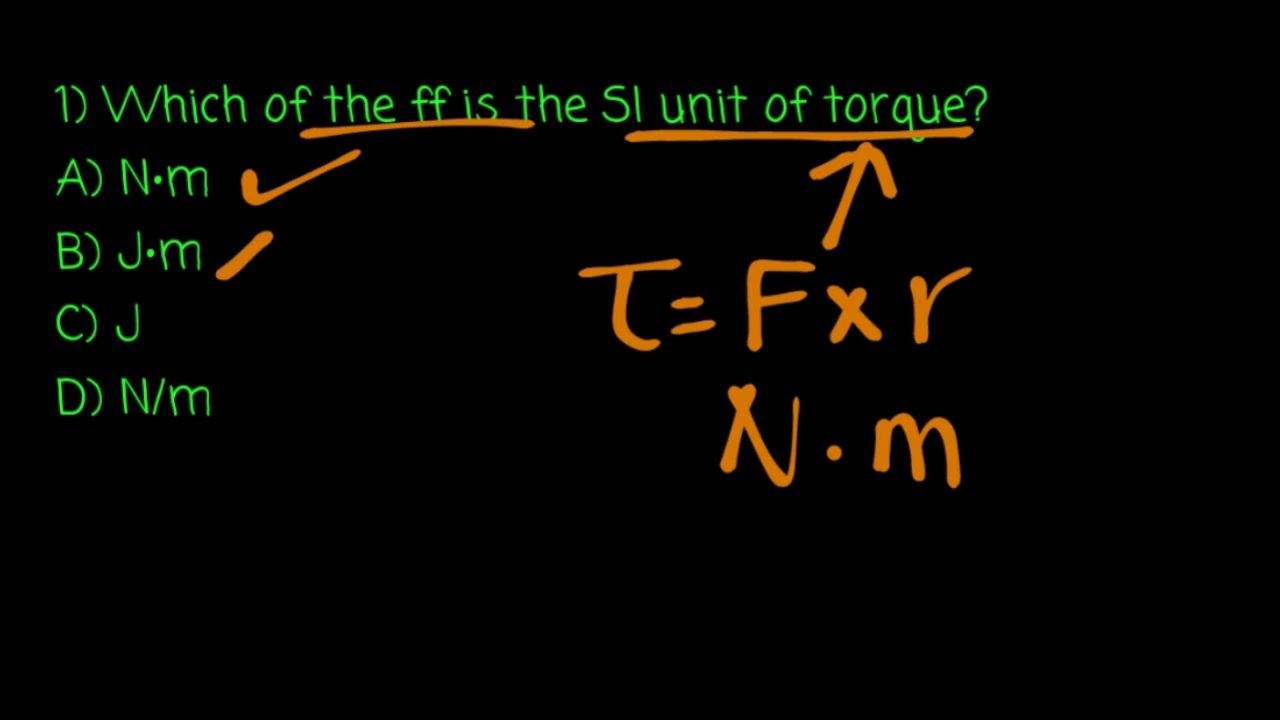 1) Which of the ff is the SI unit of torque?
A) N·m
B) J·m
C) J
D) N/m
τ = F x r
N · m